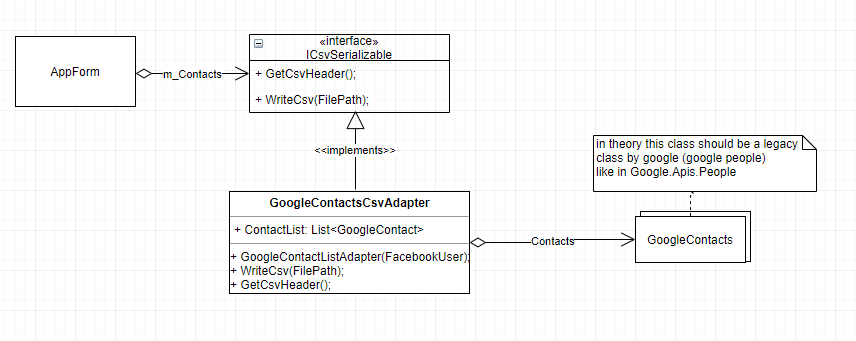 AppForm
m_Contacts
«interface»
ICsvSerializable
+ GetCsvHeader();
+ WriteCsv(FilePath);
<<implements>>
GoogleContactsCsvAdapter
+ ContactList: List<GoogleContact>
+ GoogleContactListAdapter(FacebookUser);
+ WriteCsv(FilePath);
+ GetCsvHeader();
Contacts
in theory this class should be a legacy
class by google (google people)
like in Google.Apis.People
GoogleContacts